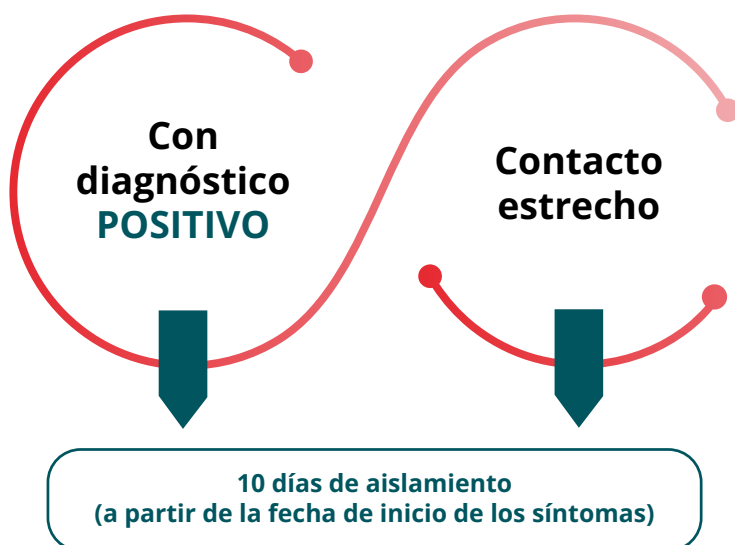 Con
diagnóstico
POSITIVO
Contacto
estrecho
10 días de aislamiento
(a partir de la fecha de inicio de los síntomas)